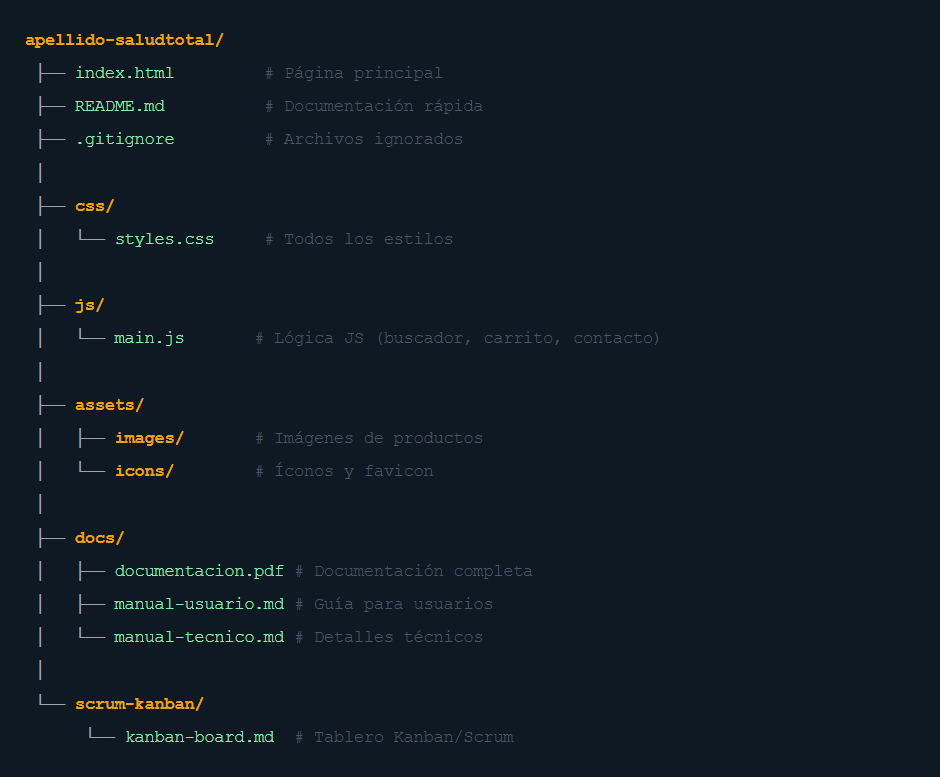 apellido-saludtotal/
├── index.html         # Página principal
├── README.md          # Documentación rápida
├── .gitignore         # Archivos ignorados
│
├── css/
│   └── styles.css     # Todos los estilos
│
├── js/
│   └── main.js       # Lógica JS (buscador, carrito, contacto)
│
├── assets/
│   ├── images/       # Imágenes de productos
│   └── icons/        # Íconos y favicon
│
├── docs/
│   ├── documentacion.pdf # Documentación completa
│   ├── manual-usuario.md # Guía para usuarios
│   └── manual-tecnico.md # Detalles técnicos
│
└── scrum-kanban/
     └── kanban-board.md  # Tablero Kanban/Scrum